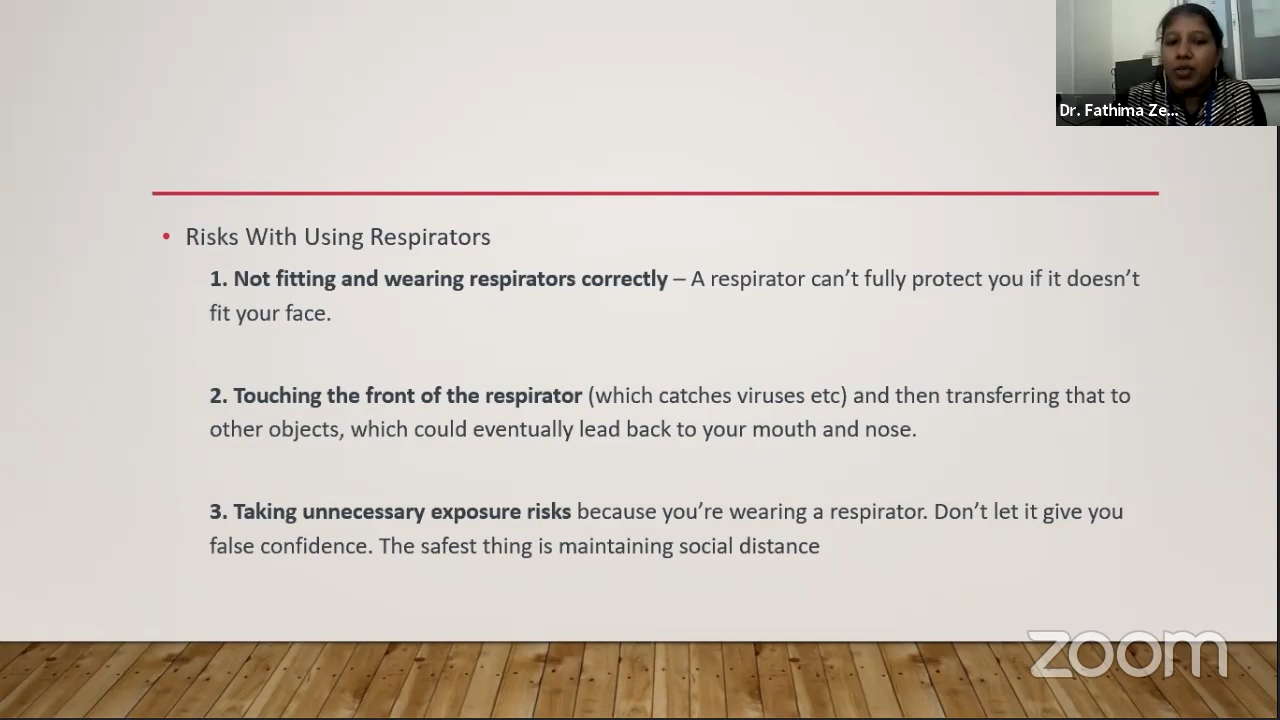 Dr. Fathima Ze...
• Risks With Using Respirators
1. Not fitting and wearing respirators correctly – A respirator can’t fully protect you if it doesn’t
fit your face.
2. Touching the front of the respirator (which catches viruses etc) and then transferring that to
other objects, which could eventually lead back to your mouth and nose.
3. Taking unnecessary exposure risks because you’re wearing a respirator. Don’t let it give you
false confidence. The safest thing is maintaining social distance
zoom